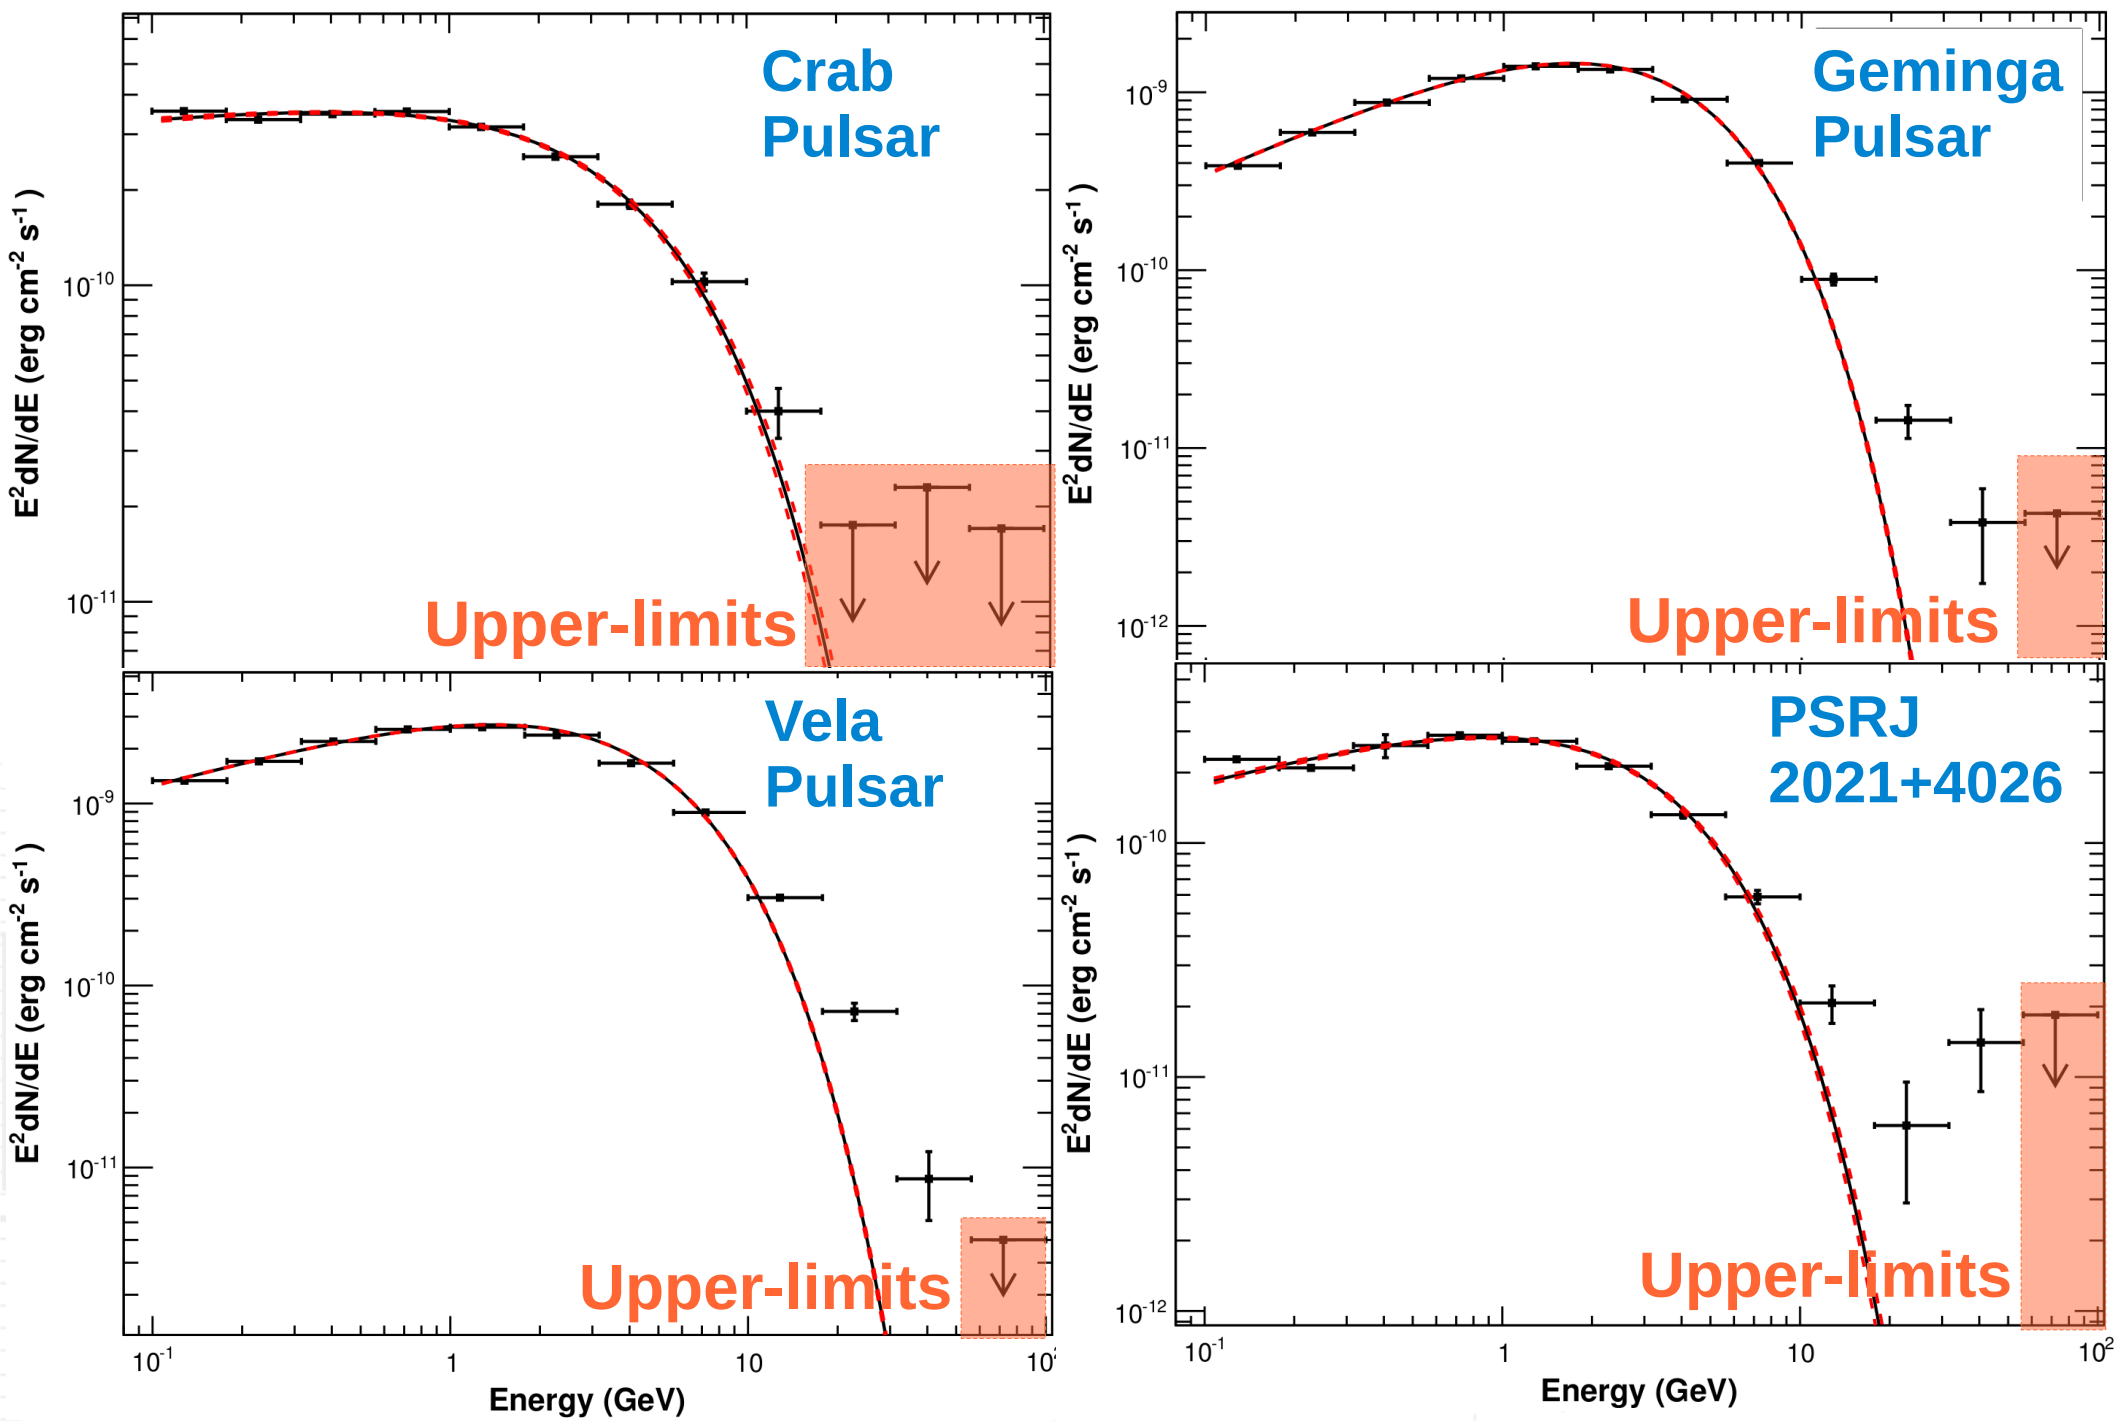 Crab
Pulsar
E²dN/dE (erg cm⁻² s⁻¹)
10⁻¹⁰
10⁻¹¹
Upper-limits
Geminga
Pulsar
E²dN/dE (erg cm⁻² s⁻¹)
10⁻⁹
10⁻¹⁰
10⁻¹¹
10⁻¹²
Upper-limits
Vela
Pulsar
E²dN/dE (erg cm⁻² s⁻¹)
10⁻⁹
10⁻¹⁰
10⁻¹¹
Upper-limits
10⁻¹ 1 10 10²
Energy (GeV)
PSRJ
2021+4026
E²dN/dE (erg cm⁻² s⁻¹)
10⁻¹⁰
10⁻¹¹
10⁻¹²
Upper-limits
10⁻¹ 1 10 10²
Energy (GeV)